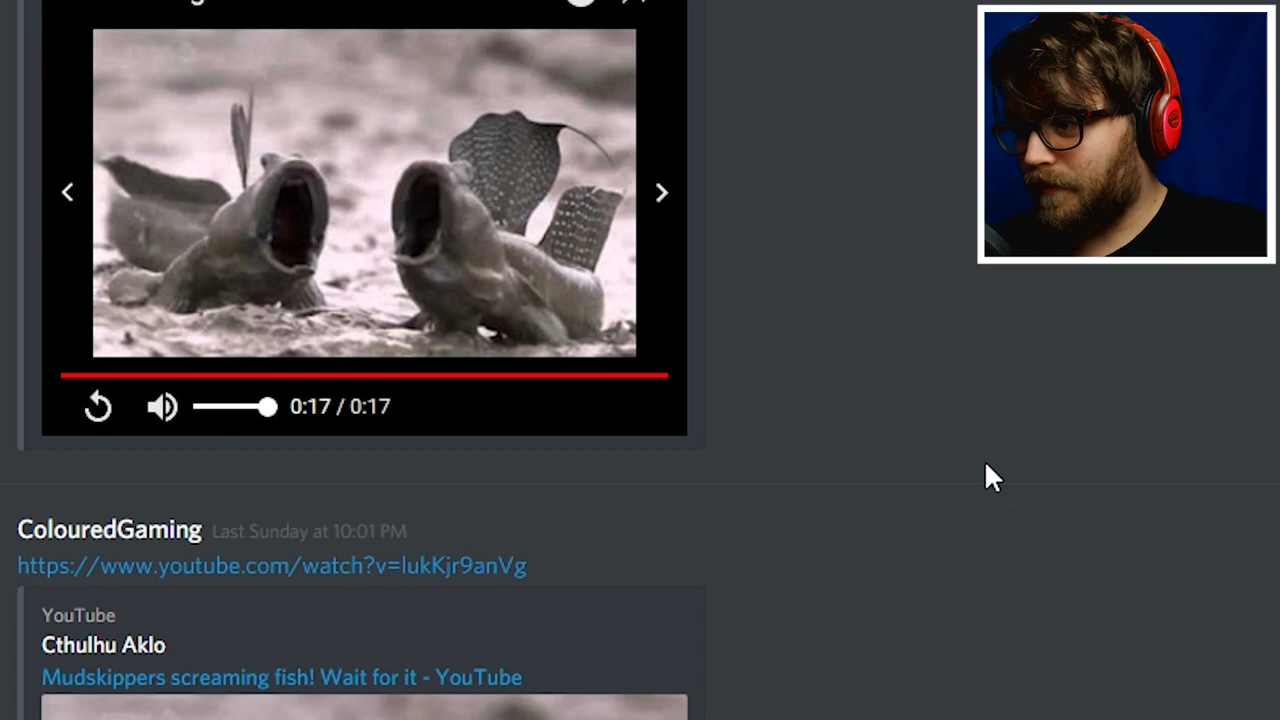 0:17 / 0:17
ColouredGaming Last Sunday at 10:01 PM
https://www.youtube.com/watch?v=lukKjr9anVg
YouTube
Cthulhu Aklo
Mudskippers screaming fish! Wait for it - YouTube